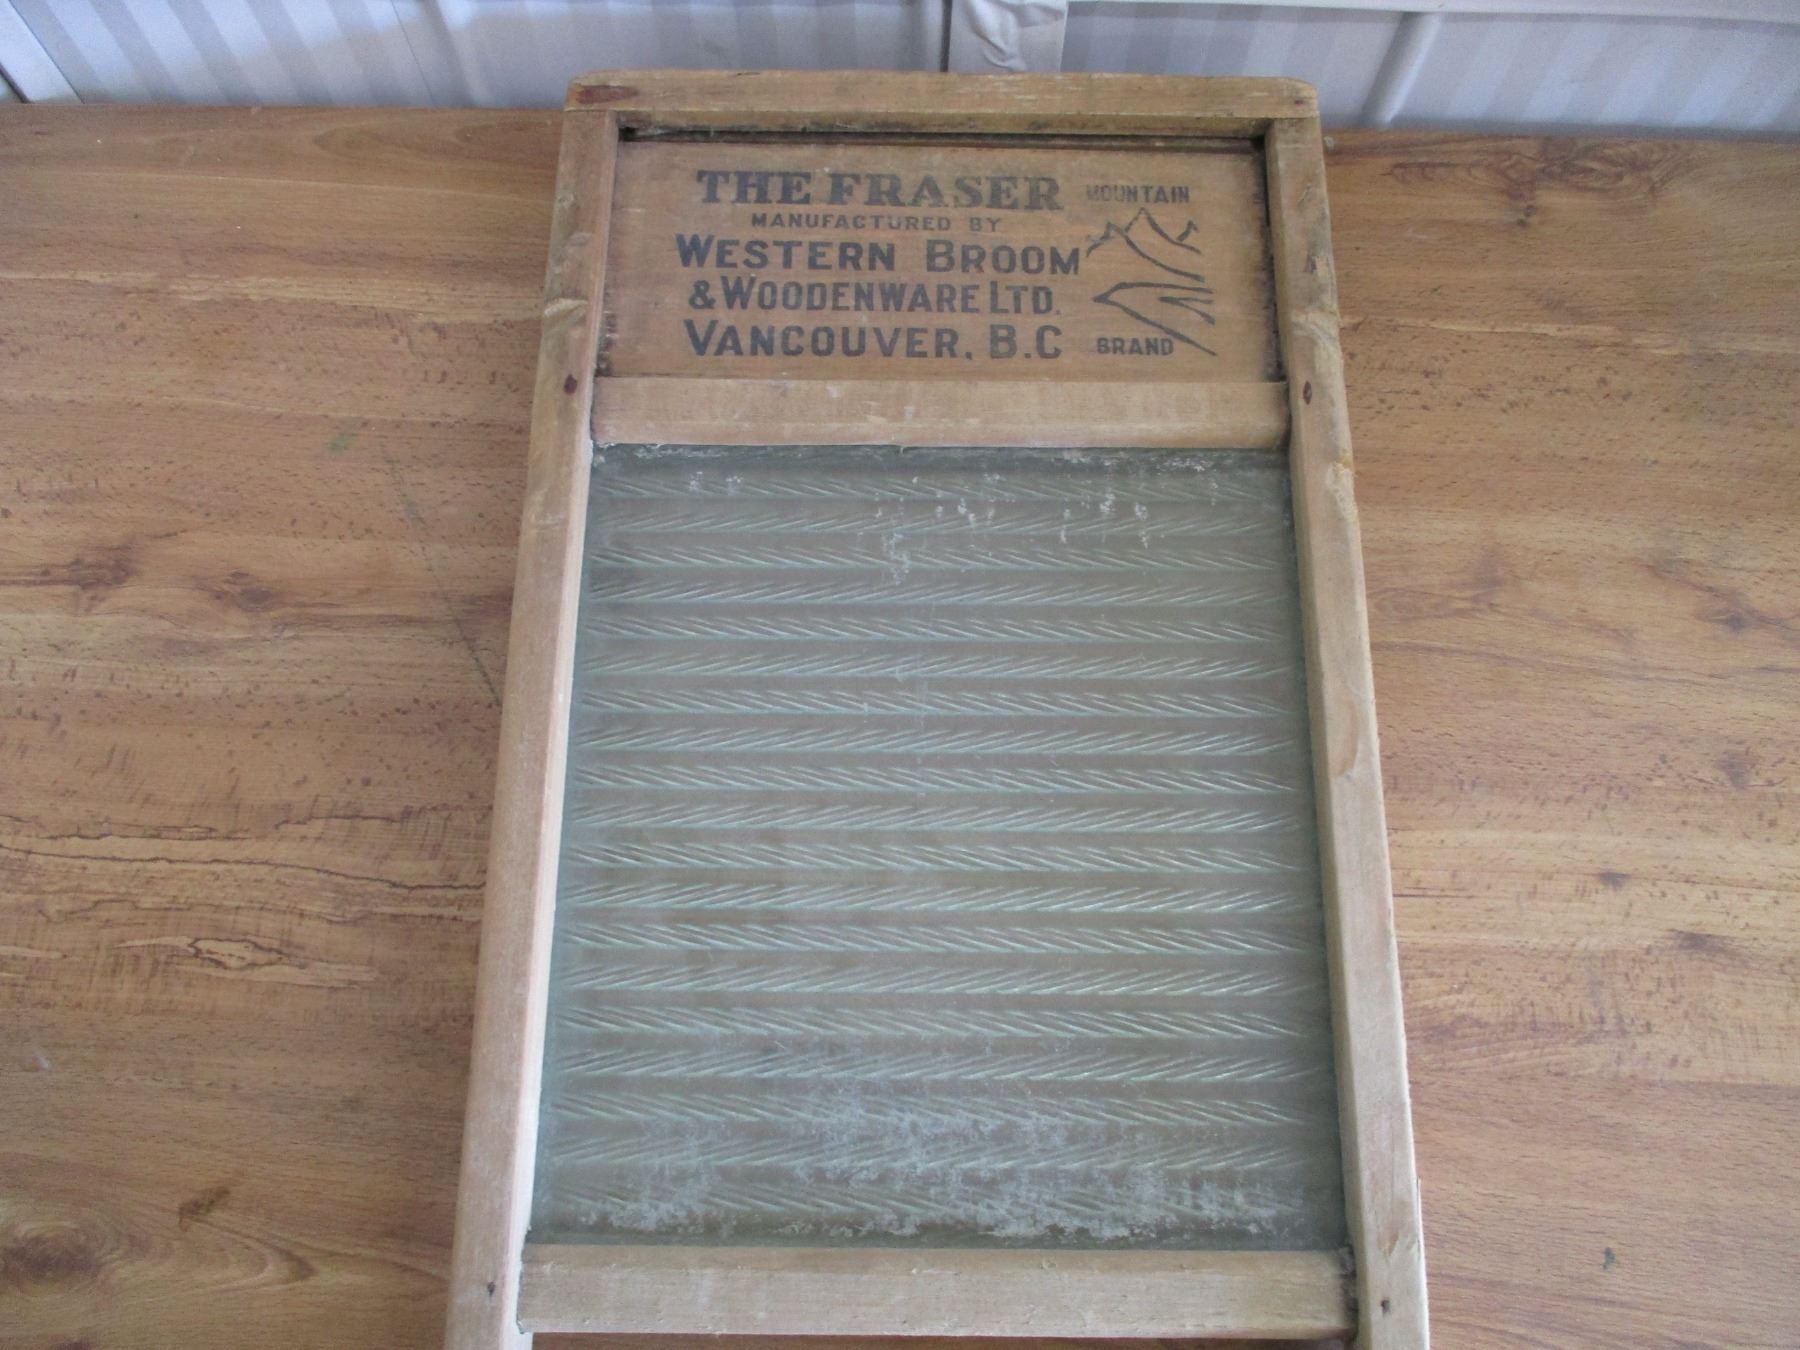 THE FRASER
MANUFACTURED BY
WESTERN BROOM
& WOODENWARE LTD.
VANCOUVER, B.C
MOUNTAIN
BRAND